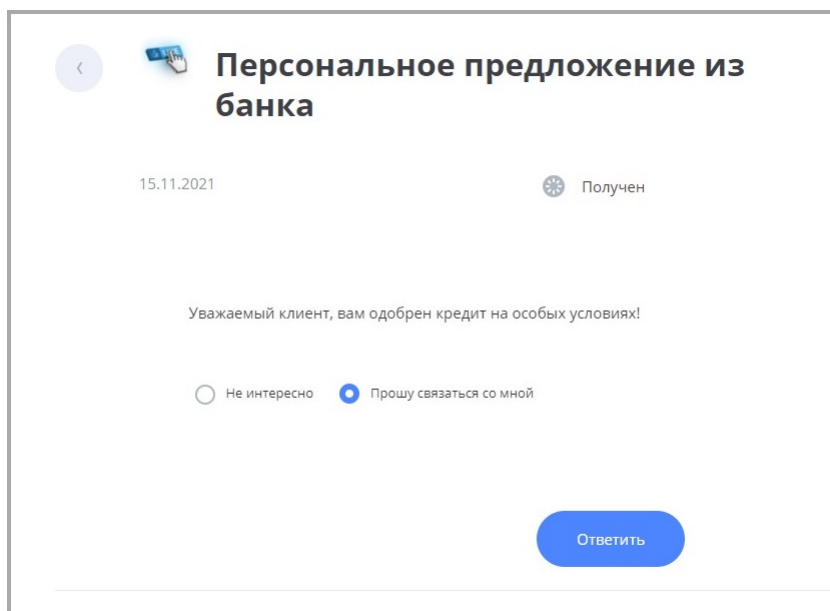 Персональное предложение из
банка
15.11.2021
Получен
Уважаемый клиент, вам одобрен кредит на особых условиях!
Не интересно
Прошу связаться со мной
Ответить